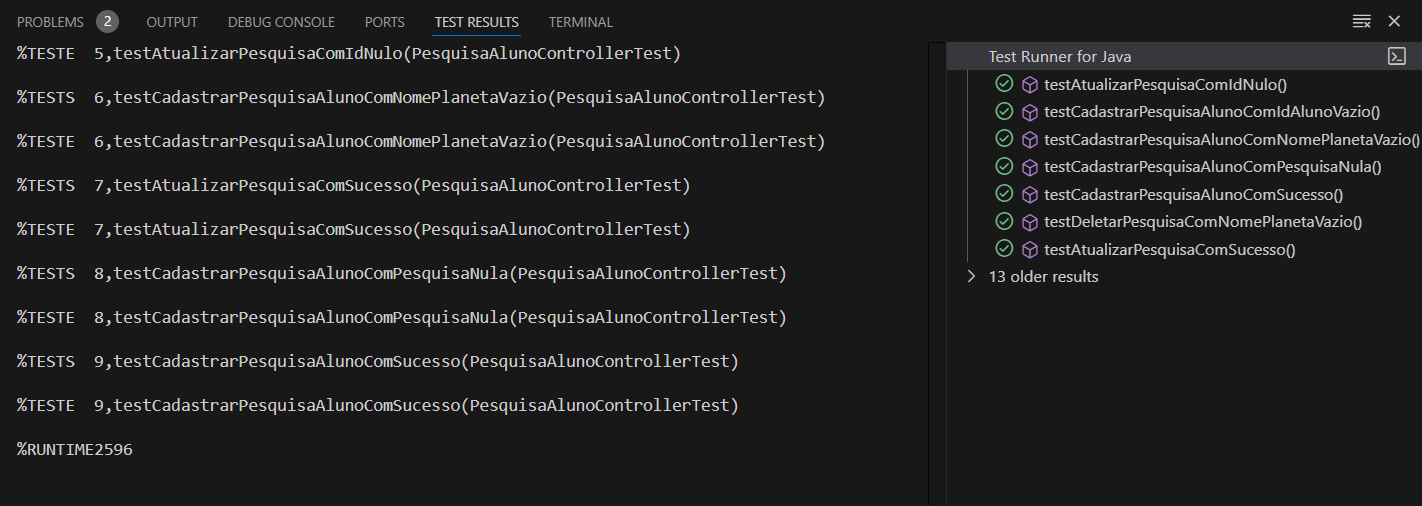 PROBLEMS 2 OUTPUT DEBUG CONSOLE PORTS TEST RESULTS TERMINAL
%TESTE 5,testAtualizarPesquisaComIdNulo(PesquisaAlunoControllerTest)
%TESTS 6,testCadastrarPesquisaAlunoComNomePlanetaVazio(PesquisaAlunoControllerTest)
%TESTE 6,testCadastrarPesquisaAlunoComNomePlanetaVazio(PesquisaAlunoControllerTest)
%TESTS 7,testAtualizarPesquisaComSucesso(PesquisaAlunoControllerTest)
%TESTE 7,testAtualizarPesquisaComSucesso(PesquisaAlunoControllerTest)
%TESTS 8,testCadastrarPesquisaAlunoComPesquisaNula(PesquisaAlunoControllerTest)
%TESTE 8,testCadastrarPesquisaAlunoComPesquisaNula(PesquisaAlunoControllerTest)
%TESTS 9,testCadastrarPesquisaAlunoComSucesso(PesquisaAlunoControllerTest)
%TESTE 9,testCadastrarPesquisaAlunoComSucesso(PesquisaAlunoControllerTest)
%RUNTIME2596
Test Runner for Java
testAtualizarPesquisaComIdNulo()
testCadastrarPesquisaAlunoComIdAlunoVazio()
testCadastrarPesquisaAlunoComNomePlanetaVazio()
testCadastrarPesquisaAlunoComPesquisaNula()
testCadastrarPesquisaAlunoComSucesso()
testDeletarPesquisaComNomePlanetaVazio()
testAtualizarPesquisaComSucesso()
13 older results